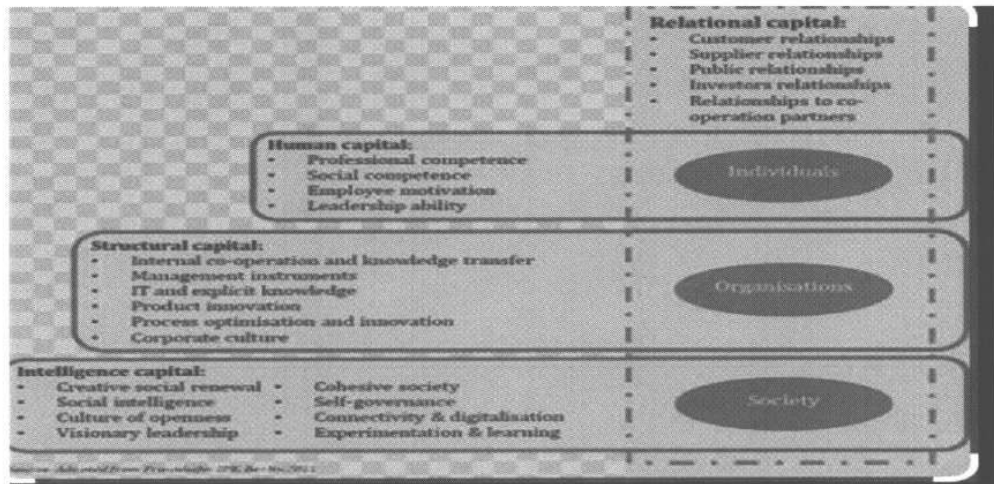 Relational capital:
• Customer relationships
• Supplier relationships
• Public relationships
• Investors relationships
• Relationships to co-
operation partners
Human capital:
• Professional competence
• Social competence
• Employee motivation
• Leadership ability
Individuals
Structural capital:
• Internal co-operation and knowledge transfer
• Management instruments
• IT and explicit knowledge
• Product innovation
• Process optimisation and innovation
• Corporate culture
Organisations
Intelligence capital:
• Creative social renewal • Cohesive society
• Social intelligence • Self-governance
• Culture of openness • Connectivity & digitalisation
• Visionary leadership • Experimentation & learning
Society
Adapted from